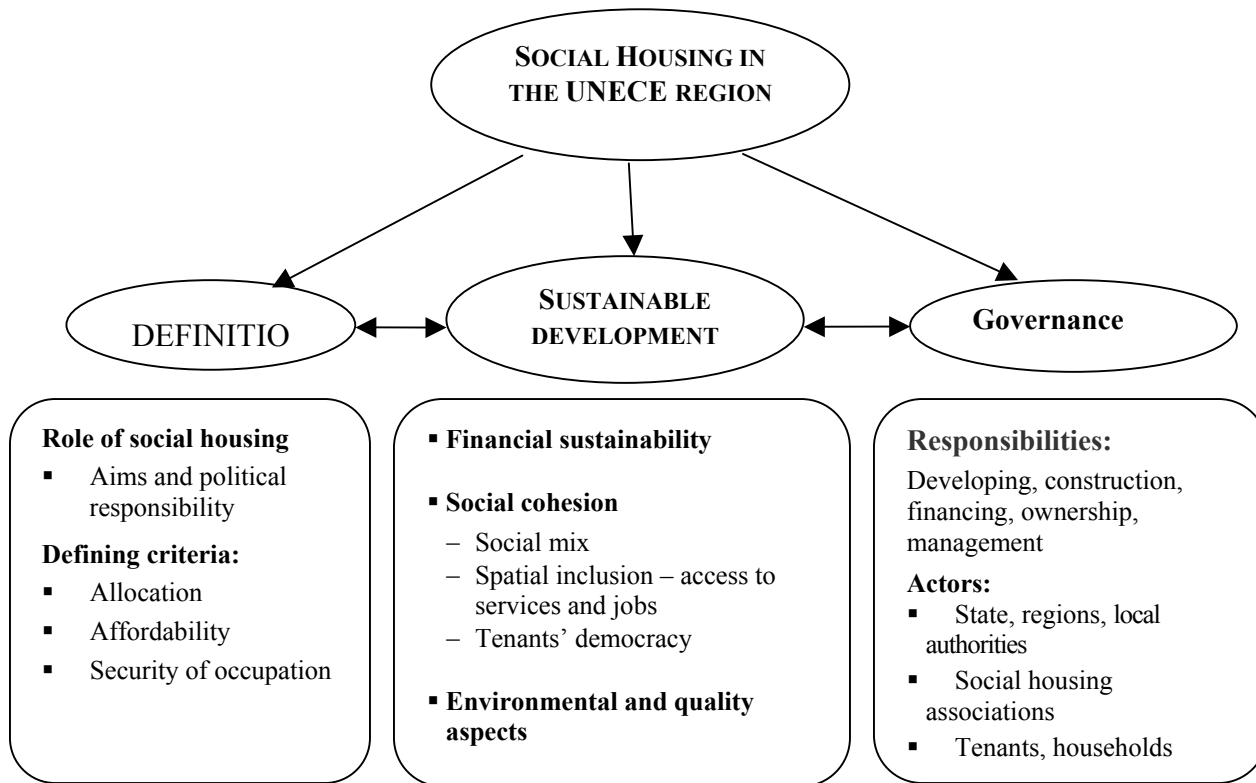 SOCIAL HOUSING IN
THE UNECE REGION
DEFINITIO
SUSTAINABLE
DEVELOPMENT
Governance
Role of social housing
▪ Aims and political
responsibility
Defining criteria:
▪ Allocation
▪ Affordability
▪ Security of occupation
▪ Financial sustainability
▪ Social cohesion
– Social mix
– Spatial inclusion – access to
services and jobs
– Tenants’ democracy
▪ Environmental and quality
aspects
Responsibilities:
Developing, construction,
financing, ownership,
management
Actors:
▪ State, regions, local
authorities
▪ Social housing
associations
▪ Tenants, households